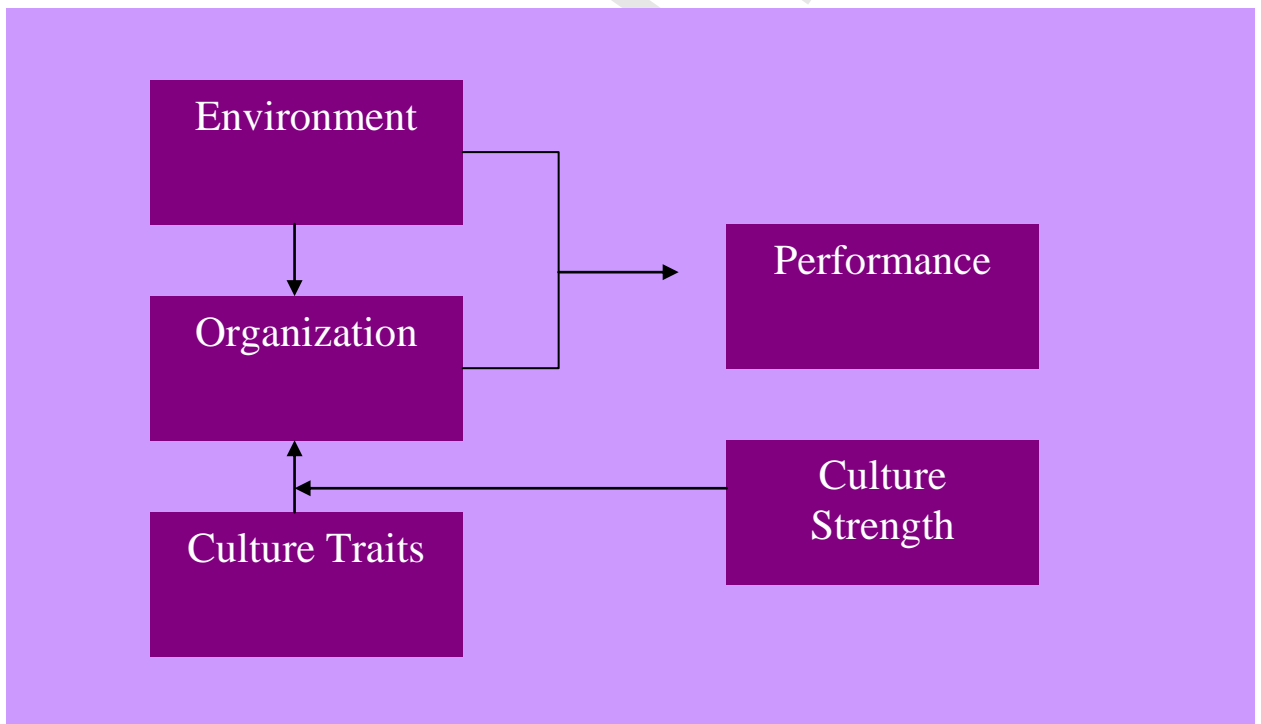 Environment
Performance
Organization
Culture
Strength
Culture Traits